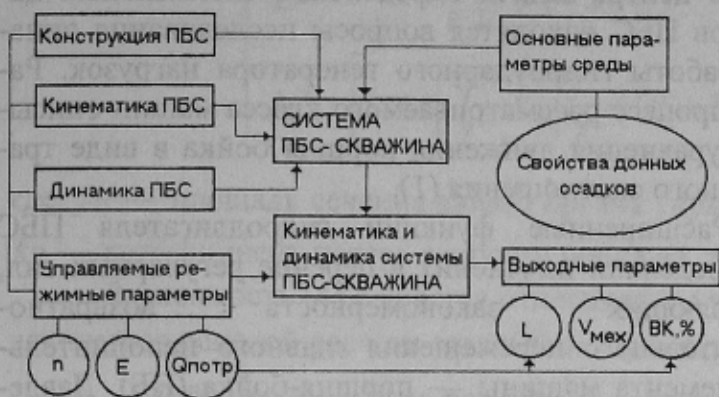 Конструкция ПБС
Основные пара-
метры среды
Кинематика ПБС
СИСТЕМА
ПБС-СКВАЖИНА
Динамика ПБС
Свойства донных
осадков
Управляемые ре-
жимные параметры
Кинематика и
динамика системы
ПБС-СКВАЖИНА
Выходные параметры
n
E
Qпотр
L
Vмех
ВК,%